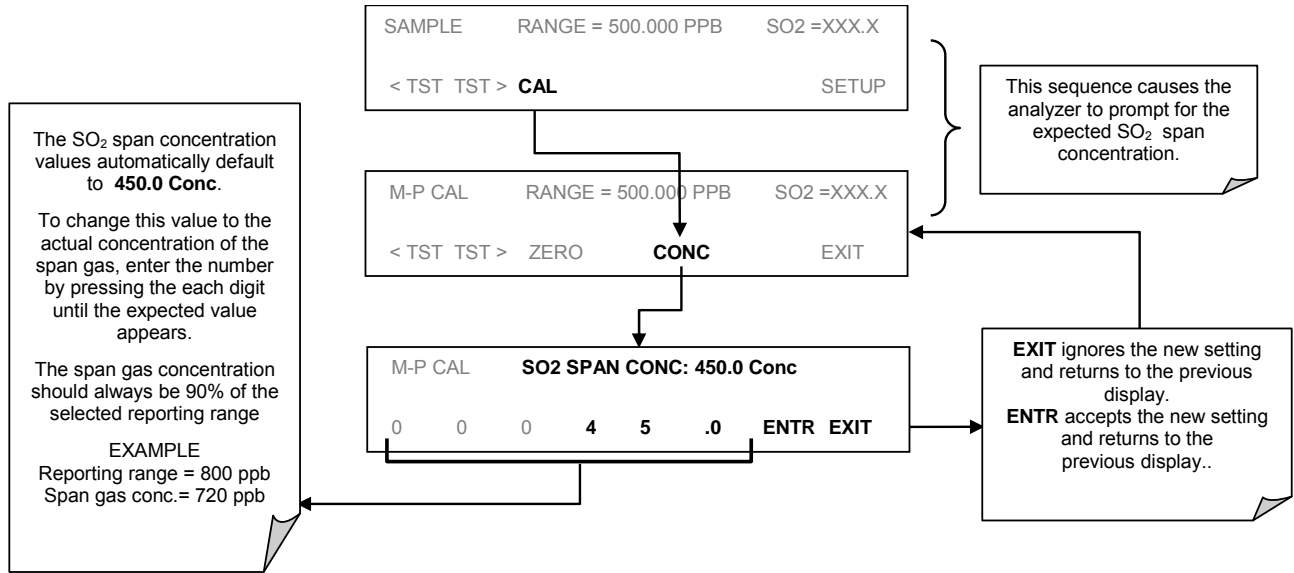 SAMPLE RANGE = 500.000 PPB SO2 =XXX.X
< TST TST > CAL SETUP
This sequence causes the
analyzer to prompt for the
expected SO₂ span
concentration.
The SO₂ span concentration
values automatically default
to 450.0 Conc.
To change this value to the
actual concentration of the
span gas, enter the number
by pressing the each digit
until the expected value
appears.
The span gas concentration
should always be 90% of the
selected reporting range
EXAMPLE
Reporting range = 800 ppb
Span gas conc.= 720 ppb
M-P CAL RANGE = 500.000 PPB SO2 =XXX.X
< TST TST > ZERO CONC EXIT
M-P CAL SO2 SPAN CONC: 450.0 Conc
0 0 0 4 5 .0 ENTR EXIT
EXIT ignores the new setting
and returns to the previous
display.
ENTR accepts the new setting
and returns to the
previous display..